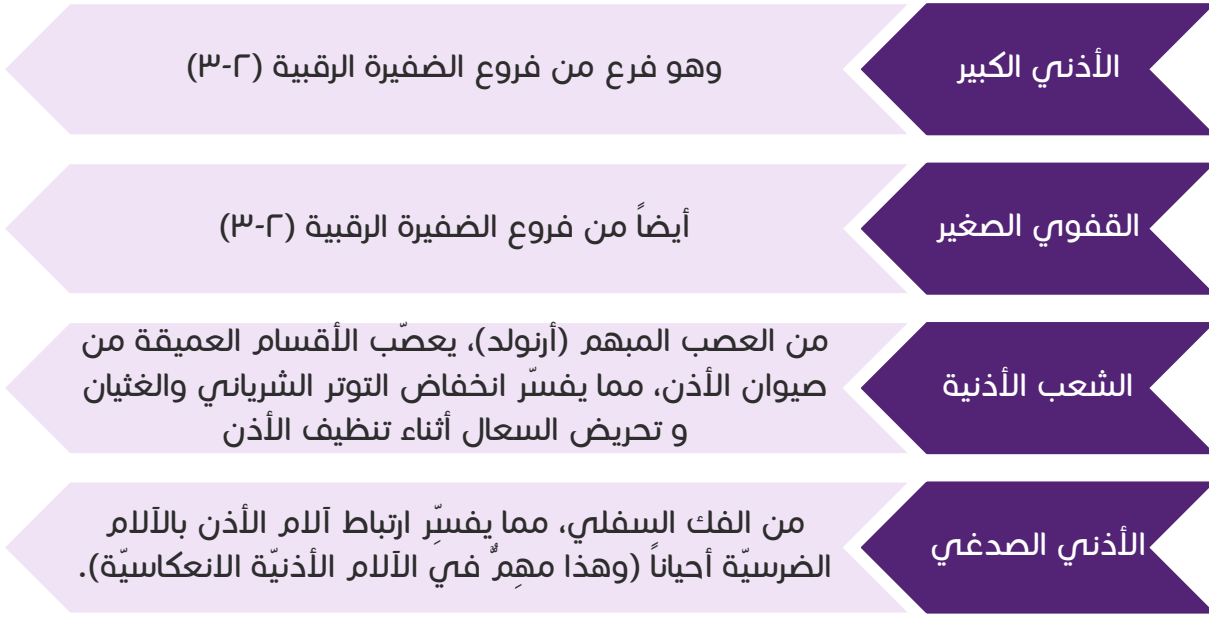 الأذني الكبير
وهو فرع من فروع الضفيرة الرقبية (٢-٣)
القفوي الصغير
أيضاً من فروع الضفيرة الرقبية (٢-٣)
الشعب الأذنية
من العصب المبهم (أرنولد)، يعصّب الأقسام العميقة من
صيوان الأذن، مما يفسّر انخفاض التوتر الشرياني والغثيان
و تحريض السعال أثناء تنظيف الأذن
الأذني الصدغي
من الفك السفلي، مما يفسِّر ارتباط آلام الأذن بالآلام
الضرسيّة أحياناً (وهذا مهِمٌّ في الآلام الأذنيّة الانعكاسيّة).